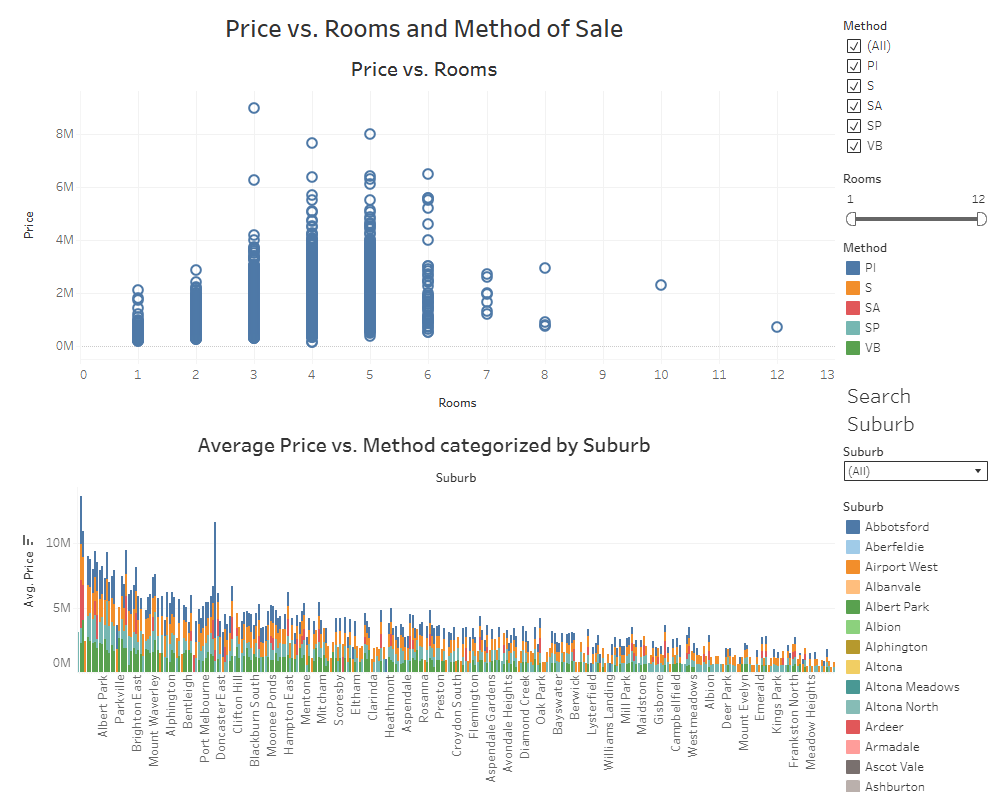 Price vs. Rooms and Method of Sale
Price vs. Rooms
8M
6M
4M
2M
0M
Price
0 1 2 3 4 5 6 7 8 9 10 11 12 13
Rooms
Average Price vs. Method categorized by Suburb
Suburb
10M
5M
0M
Avg. Price
Albert Park
Parkville
Brighton East
Mount Waverley
Alphington
Bentleigh
Port Melbourne
Doncaster East
Clifton Hill
Blackburn South
Moonee Ponds
Hampton East
Mentone
Mitcham
Scoresby
Eltham
Clarinda
Heathmont
Aspendale
Rosanna
Preston
Croydon South
Flemington
Aspendale Gardens
Avondale Heights
Diamond Creek
Oak Park
Bayswater
Berwick
Lysterfield
Williams Landing
Mill Park
Maidstone
Gisborne
Campbellfield
Westmeadows
Albion
Deer Park
Mount Evelyn
Emerald
Kings Park
Frankston North
Meadow Heights
Method
(All)
PI
S
SA
SP
VB
Rooms
1 12
Method
PI
S
SA
SP
VB
Search
Suburb
Suburb
(All)
Suburb
Abbotsford
Aberfeldie
Airport West
Albanvale
Albert Park
Albion
Alphington
Altona
Altona Meadows
Altona North
Ardeer
Armadale
Ascot Vale
Ashburton